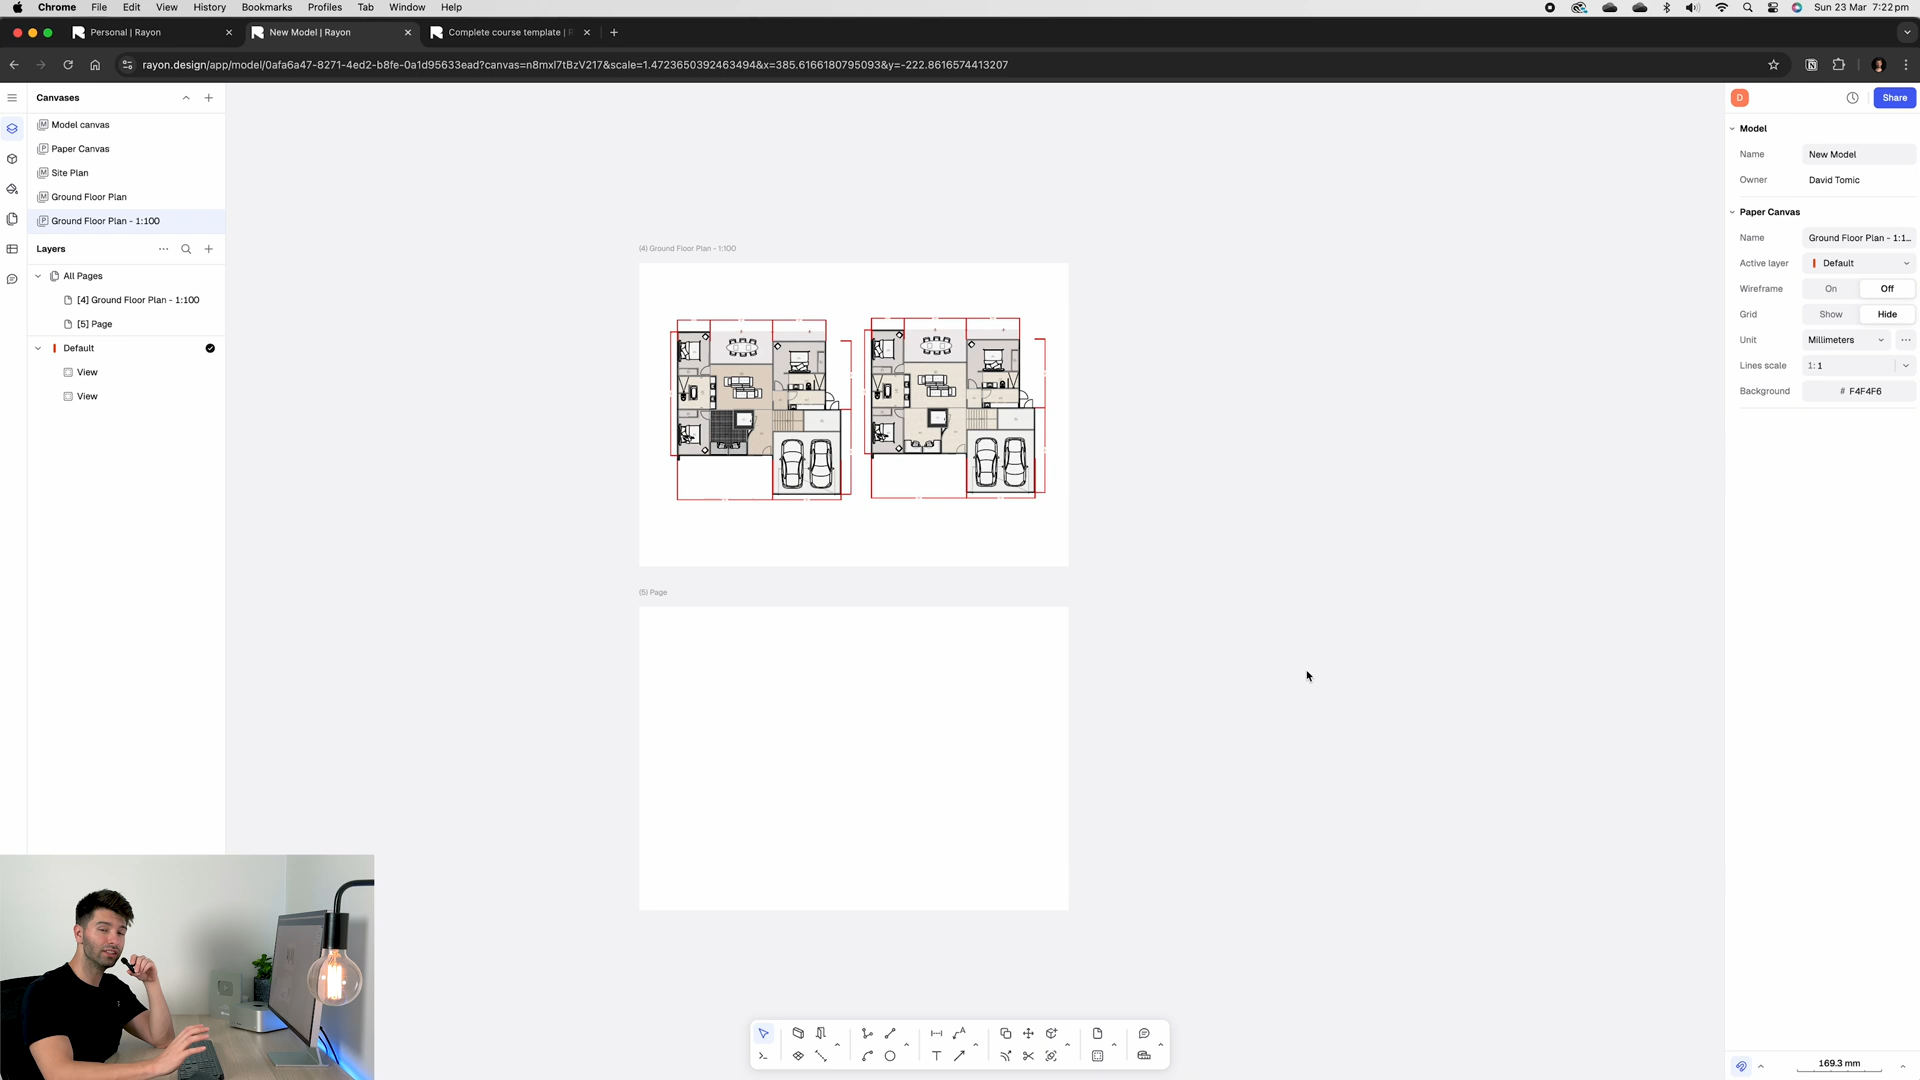 Chrome File Edit View History Bookmarks Profiles Tab Window Help
Sun 23 Mar 7:22 pm
Personal | Rayon
New Model | Rayon
Complete course template |
rayon.design/app/model/0afa6a47-8271-4ed2-b8fe-0a1d95633ead?canvas=n8mxl7tBzV217&scale=1.4723650392463494&x=385.6166180795093&y=-222.8616574413207
Canvases
Model canvas
Paper Canvas
Site Plan
Ground Floor Plan
Ground Floor Plan - 1:100
Layers
All Pages
[4] Ground Floor Plan - 1:100
[5] Page
Default
View
View
(4) Ground Floor Plan - 1:100
(5) Page
D
Share
Model
Name New Model
Owner David Tomic
Paper Canvas
Name Ground Floor Plan - 1:1...
Active layer Default
Wireframe On Off
Grid Show Hide
Unit Millimeters
Lines scale 1: 1
Background # F4F4F6
169.3 mm